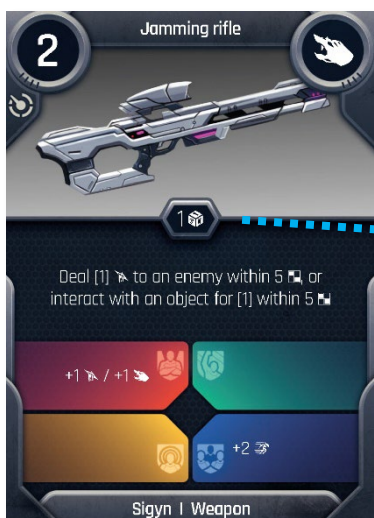 Jamming rifle
2
1
Deal [1] to an enemy within 5, or
interact with an object for [1] within 5
+1 / +1
+2
Sigyn | Weapon